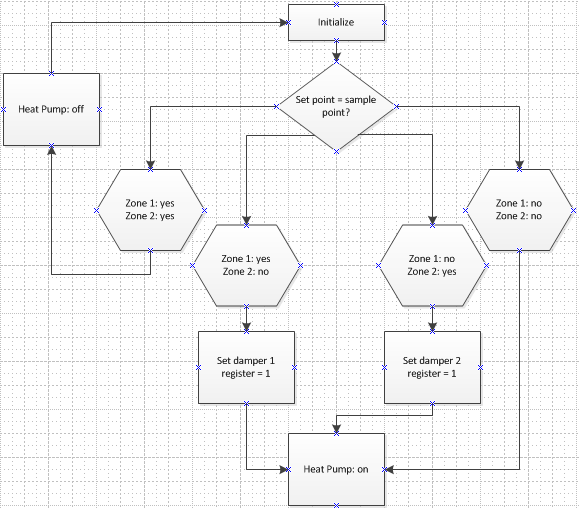 Initialize
Set point = sample
point?
Heat Pump: off
Zone 1: yes
Zone 2: yes
Zone 1: no
Zone 2: no
Zone 1: yes
Zone 2: no
Zone 1: no
Zone 2: yes
Set damper 1
register = 1
Set damper 2
register = 1
Heat Pump: on